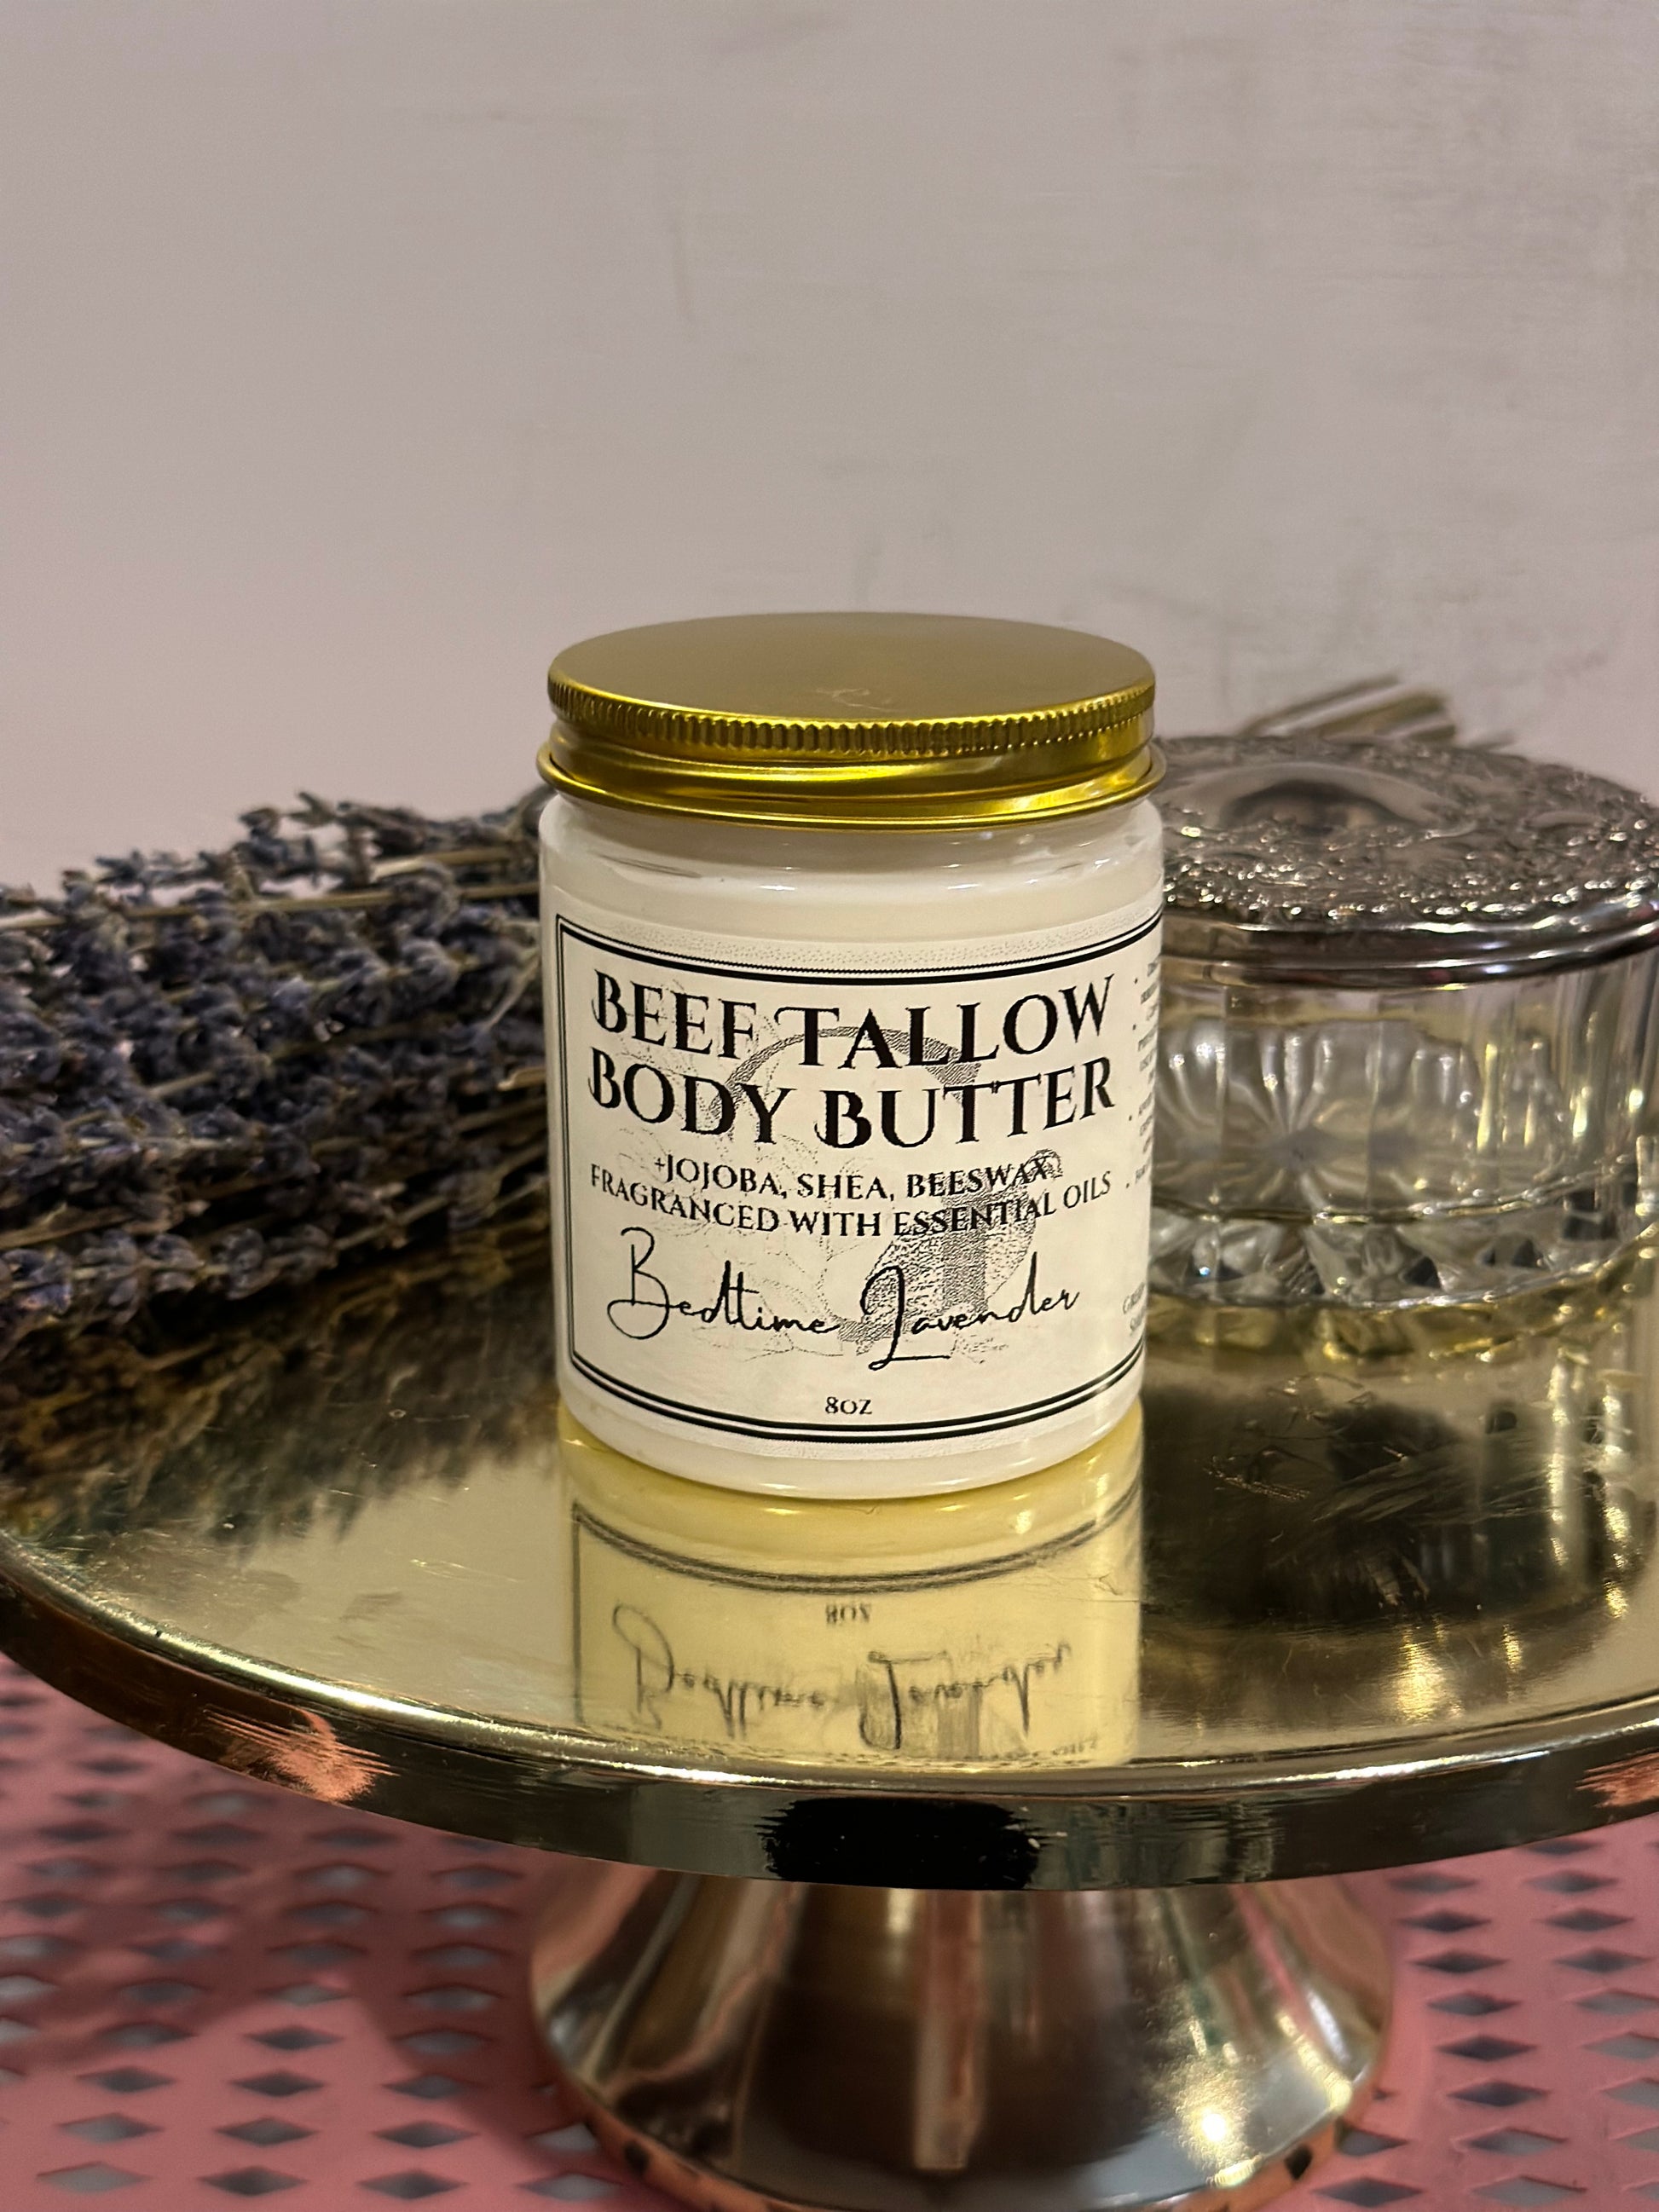 BEEF TALLOW
BODY BUTTER
+JOJOBA, SHEA, BEESWAX
FRAGRANCED WITH ESSENTIAL OILS
Bedtime Lavender
8OZ